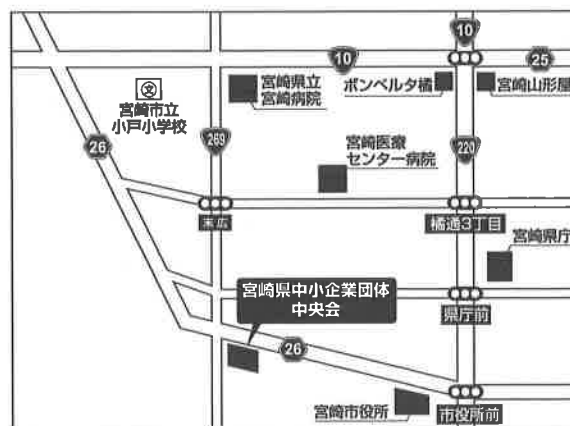 10
10
25
宮崎県立
宮崎病院
ボンベルタ橘
宮崎山形屋
文
宮崎市立
小戸小学校
26
269
宮崎医療
センター病院
220
末広
橘通3丁目
宮崎県庁
宮崎県中小企業団体
中央会
県庁前
26
宮崎市役所
市役所前